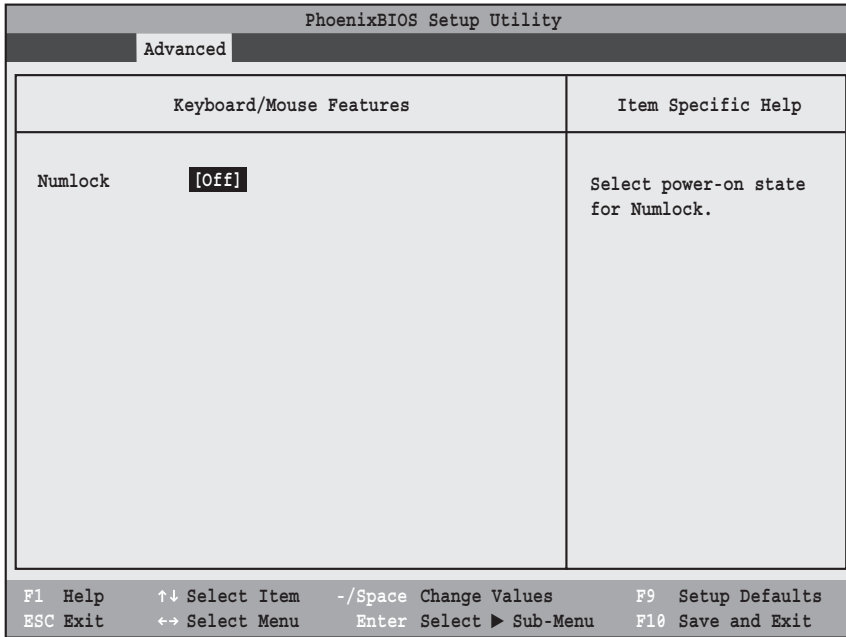 PhoenixBIOS Setup Utility
Advanced
Keyboard/Mouse Features
Item Specific Help
Numlock [Off]
Select power-on state
for Numlock.
F1 Help ↑↓ Select Item -/Space Change Values F9 Setup Defaults
ESC Exit ←→ Select Menu Enter Select ▶ Sub-Menu F10 Save and Exit